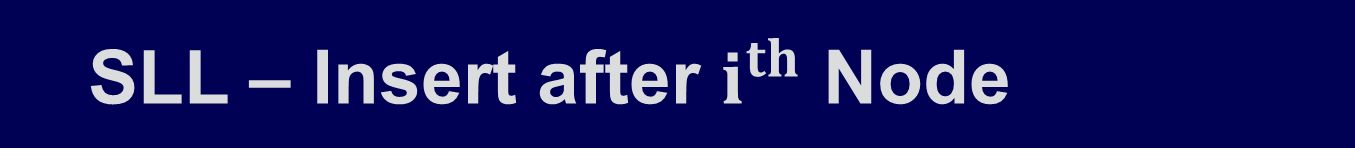 SLL – Insert after iᵗʰ Node